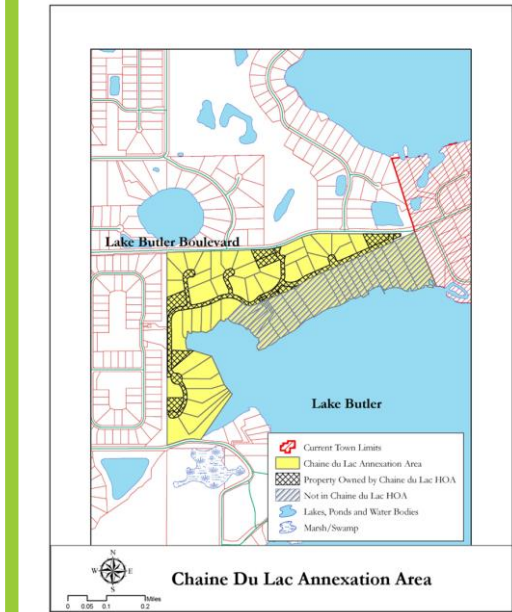 Lake Butler Boulevard
Lake Butler
Current Town Limits
Chaine du Lac Annexation Area
Property Owned by Chaine du Lac HOA
Not in Chaine du Lac HOA
Lakes, Ponds and Water Bodies
Marsh/Swamp
N
W E
S
Chaine Du Lac Annexation Area
Miles
0 0.05 0.1 0.2